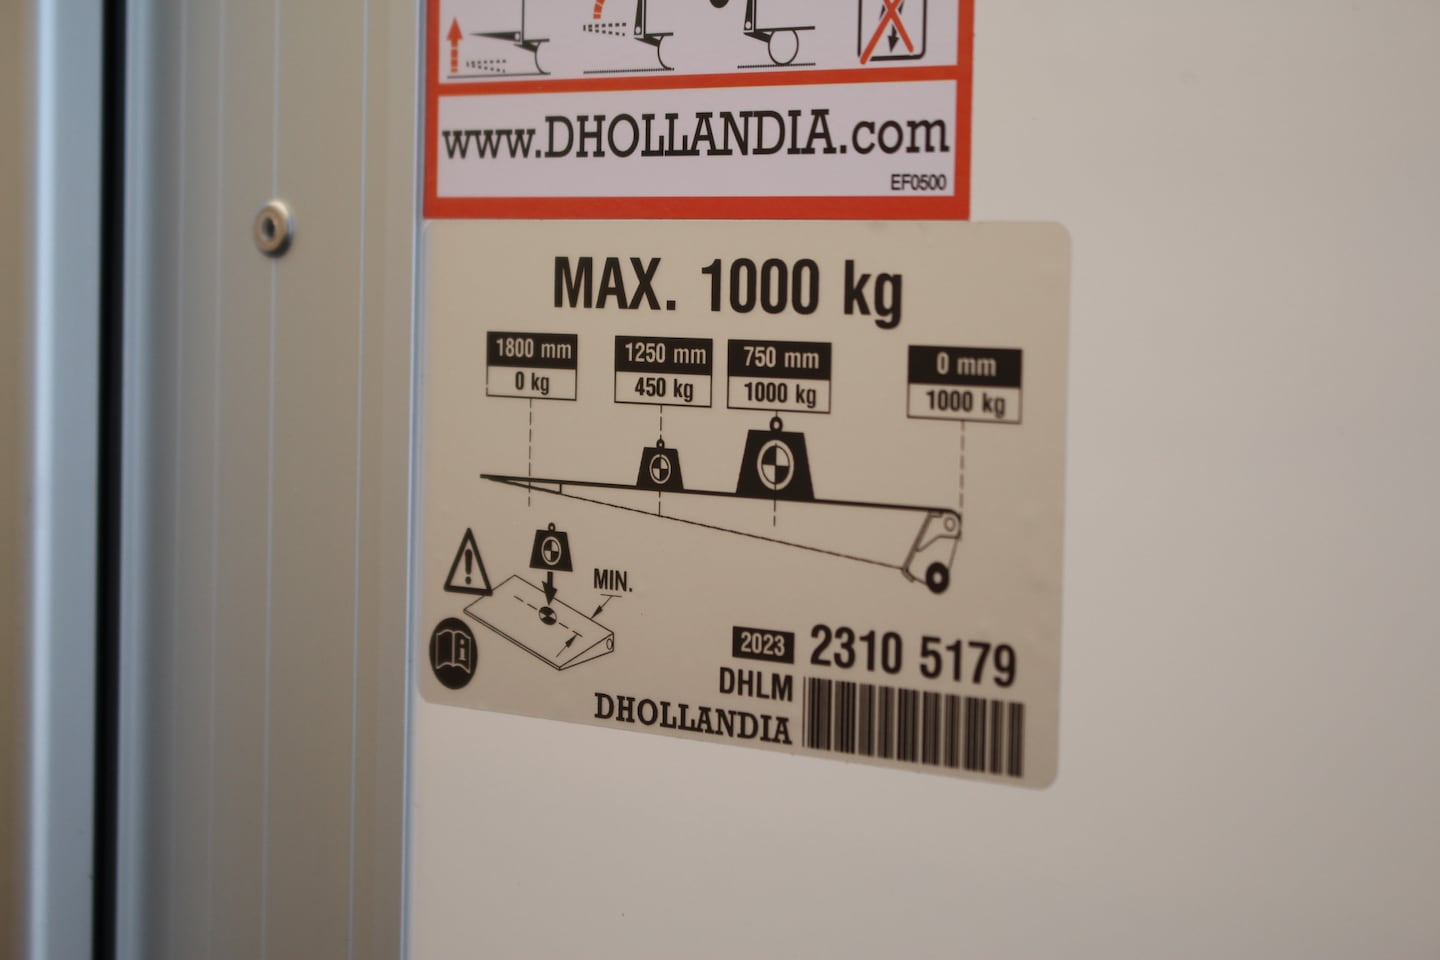 www.DHOLLANDIA.com
EF0500
MAX. 1000 kg
1800 mm
0 kg
1250 mm
450 kg
750 mm
1000 kg
0 mm
1000 kg
MIN.
2023 2310 5179
DHLM
DHOLLANDIA